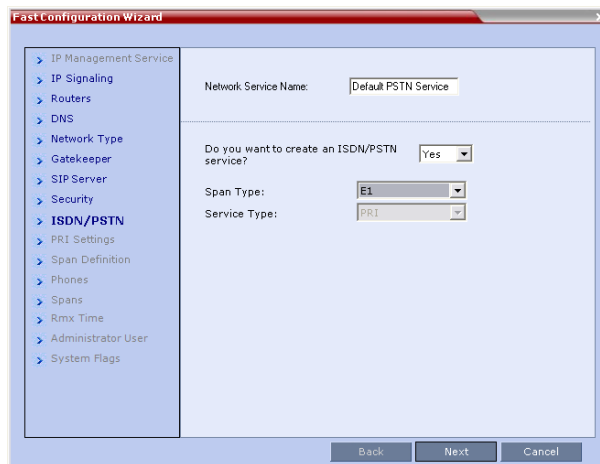 Fast Configuration Wizard
IP Management Service
IP Signaling
Routers
DNS
Network Type
Gatekeeper
SIP Server
Security
ISDN/PSTN
PRI Settings
Span Definition
Phones
Spans
Rmx Time
Administrator User
System Flags
Network Service Name:
Default PSTN Service
Do you want to create an ISDN/PSTN
service?
Yes
Span Type:
E1
Service Type:
PRI
Back
Next
Cancel